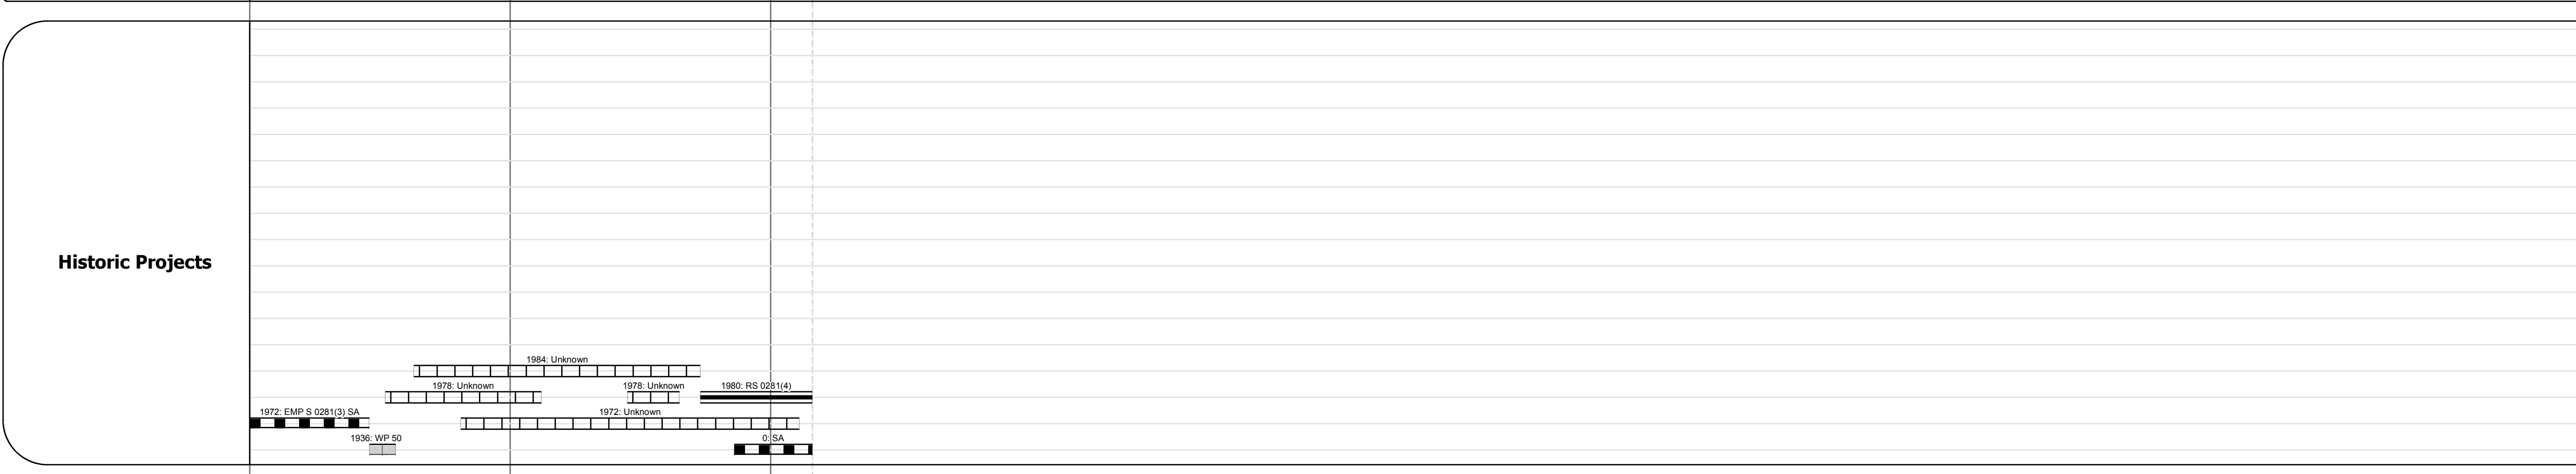 Historic Projects
1984: Unknown
1978: Unknown
1978: Unknown
1980: RS 0281(4)
1972: EMP S 0281(3) SA
1972: Unknown
1936: WP 50
0: SA